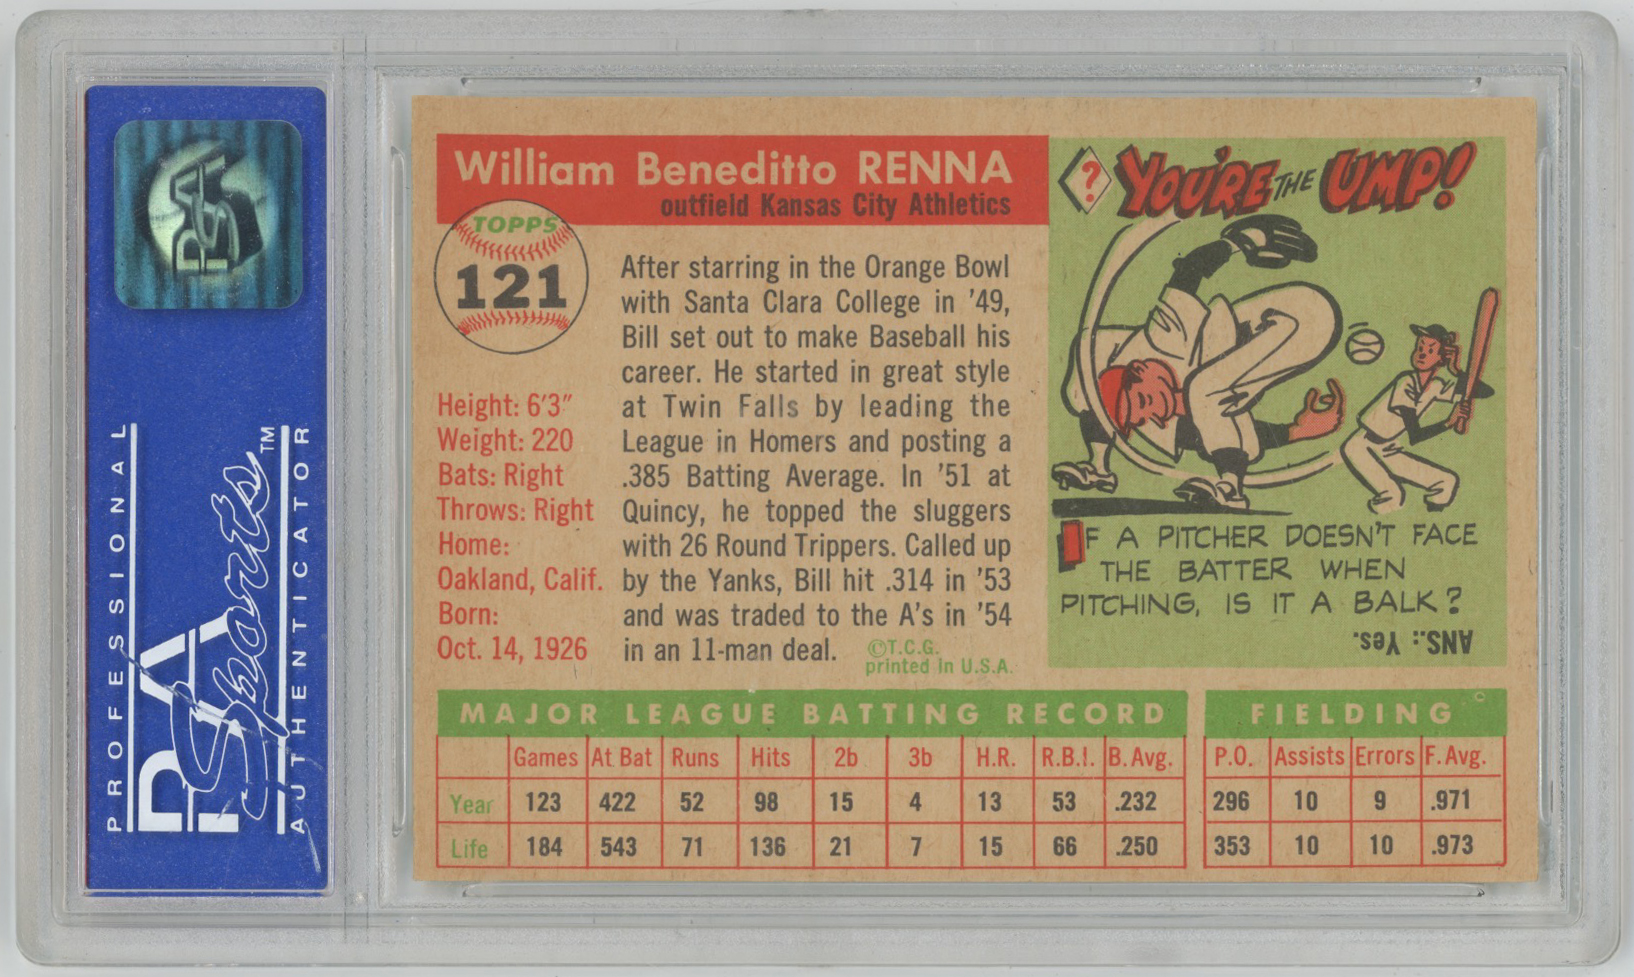 PSA
PROFESSIONAL
PSA
Sports™
AUTHENTICATOR
William Beneditto RENNA
outfield Kansas City Athletics
TOPPS
121
Height: 6'3"
Weight: 220
Bats: Right
Throws: Right
Home:
Oakland, Calif.
Born:
Oct. 14, 1926
After starring in the Orange Bowl
with Santa Clara College in '49,
Bill set out to make Baseball his
career. He started in great style
at Twin Falls by leading the
League in Homers and posting a
.385 Batting Average. In '51 at
Quincy, he topped the sluggers
with 26 Round Trippers. Called up
by the Yanks, Bill hit .314 in '53
and was traded to the A's in '54
in an 11-man deal.
©T.C.G.
printed in U.S.A.
? YOU'RE THE UMP!
IF A PITCHER DOESN'T FACE
THE BATTER WHEN
PITCHING, IS IT A BALK?
ANS.: Yes.
MAJOR LEAGUE BATTING RECORD
Games At Bat Runs Hits 2b 3b H.R. R.B.I. B. Avg.
Year 123 422 52 98 15 4 13 53 .232
Life 184 543 71 136 21 7 15 66 .250
FIELDING
P.O. Assists Errors F. Avg.
296 10 9 .971
353 10 10 .973